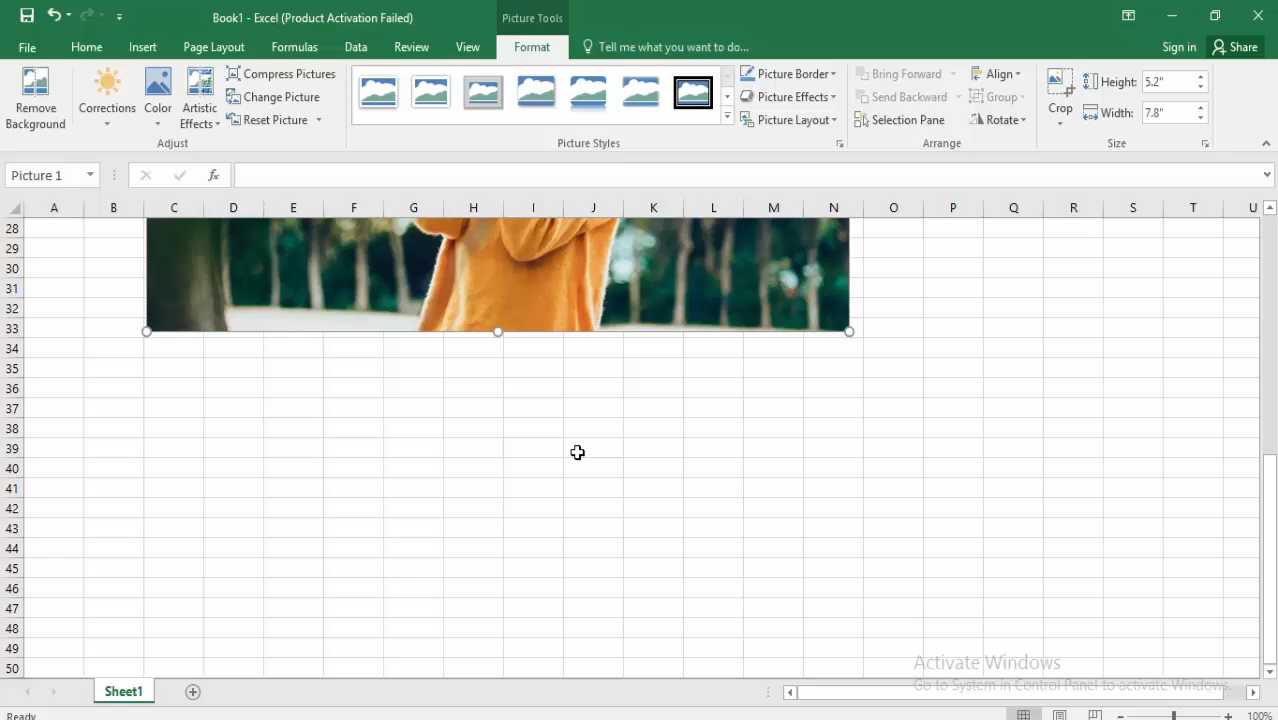 Book1 - Excel (Product Activation Failed)
Picture Tools
File
Home
Insert
Page Layout
Formulas
Data
Review
View
Format
Tell me what you want to do...
Sign in
Share
Remove
Background
Corrections
Color
Artistic
Effects
Compress Pictures
Change Picture
Reset Picture
Picture Border
Picture Effects
Picture Layout
Bring Forward
Send Backward
Selection Pane
Align
Group
Rotate
Crop
Height: 5.2"
Width: 7.8"
Adjust
Picture Styles
Arrange
Size
Picture 1
fx
A B C D E F G H I J K L M N O P Q R S T U
28
29
30
31
32
33
34
35
36
37
38
39
40
41
42
43
44
45
46
47
48
49
50
Activate Windows
Go to System in Control Panel to activate Windows.
Sheet1
Ready
100%